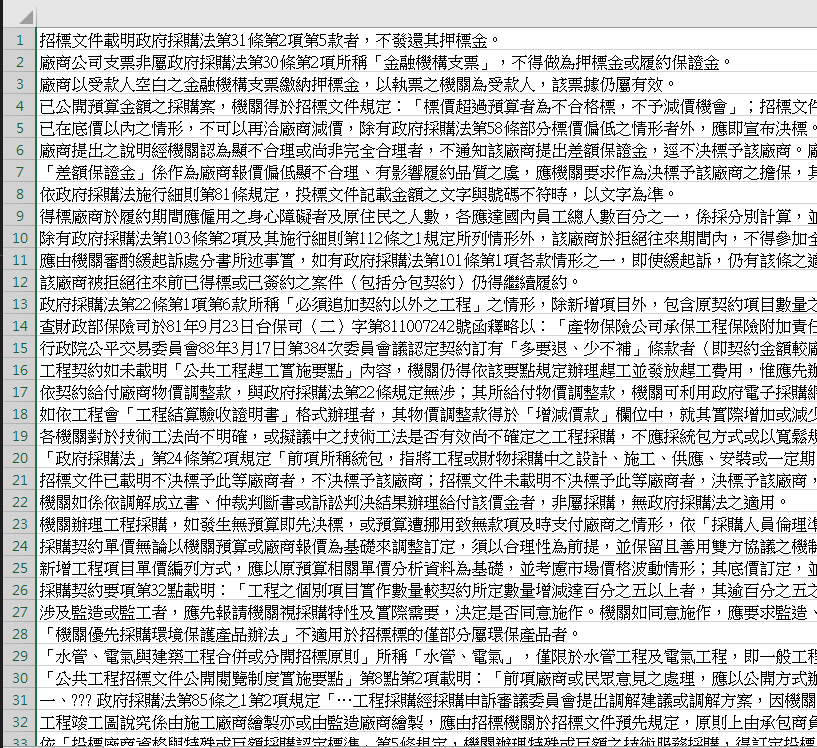 1 招標文件載明政府採購法第31條第2項第5款者，不發還其押標金。
2 廠商公司支票非屬政府採購法第30條第2項所稱「金融機構支票」，不得做為押標金或履約保證金。
3 廠商以受款人空白之金融機構支票繳納押標金，以執票之機關為受款人，該票據仍屬有效。
4 已公開預算金額之採購案，機關得於招標文件規定：「標價超過預算者為不合格標，不予減價機會」；招標文件
5 已在底價以內之情形，不可以再洽廠商減價，除有政府採購法第58條部分標價偏低之情形者外，應即宣布決標。
6 廠商提出之說明經機關認為顯不合理或尚非完全合理者，不通知該廠商提出差額保證金，逕不決標予該廠商。廠
7 「差額保證金」係作為廠商報價偏低顯不合理、有影響履約品質之虞，應機關要求作為決標予該廠商之擔保，其
8 依政府採購法施行細則第81條規定，投標文件記載金額之文字與號碼不符時，以文字為準。
9 得標廠商於履約期間應僱用之身心障礙者及原住民之人數，各應達國內員工總人數百分之一，係採分別計算，並
10 除有政府採購法第103條第2項及其施行細則第112條之1規定所列情形外，該廠商於拒絕往來期間內，不得參加全
11 應由機關審酌緩起訴處分書所述事實，如有政府採購法第101條第1項各款情形之一，即使緩起訴，仍有該條之適
12 該廠商被拒絕往來前已得標或已簽約之案件（包括分包契約）仍得繼續履約。
13 政府採購法第22條第1項第6款所稱「必須追加契約以外之工程」之情形，除新增項目外，包含原契約項目數量之
14 查財政部保險司於81年9月23日台保司（二）字第811007242號函釋略以：「產物保險公司承保工程保險附加責任
15 行政院公平交易委員會88年3月17日第384次委員會議認定契約訂有「多要退、少不補」條款者（即契約金額較廠
16 工程契約如未載明「公共工程趕工實施要點」內容，機關仍得依該要點規定辦理趕工並發放趕工費用，惟應先辦
17 依契約給付廠商物價調整款，與政府採購法第22條規定無涉；其所給付物價調整款，機關可利用政府電子採購網
18 如依工程會「工程結算驗收證明書」格式辦理者，其物價調整款得於「增減價款」欄位中，就其實際增加或減少
19 各機關對於技術工法尚不明確，或擬議中之技術工法是否有效尚不確定之工程採購，不應採統包方式或以寬鬆規
20 「政府採購法」第24條第2項規定「前項所稱統包，指將工程或財物採購中之設計、施工、供應、安裝或一定期
21 招標文件已載明不決標予此等廠商者，不決標予該廠商；招標文件未載明不決標予此等廠商者，決標予該廠商，
22 機關如係依調解成立書、仲裁判斷書或訴訟判決結果辦理給付該價金者，非屬採購，無政府採購法之適用。
23 機關辦理工程採購，如發生無預算即先決標，或預算遭挪用致無款項及時支付廠商之情形，依「採購人員倫理準
24 採購契約單價無論以機關預算或廠商報價為基礎來調整訂定，須以合理性為前提，並保留且善用雙方協議之機制
25 新增工程項目單價編列方式，應以原預算相關單價分析資料為基礎，並考慮市場價格波動情形；其底價訂定，並
26 採購契約要項第32點載明：「工程之個別項目實作數量較契約所定數量增減達百分之五以上者，其逾百分之五之
27 涉及監造或監工者，應先報請機關視採購特性及實際需要，決定是否同意施作。機關如同意施作，應要求監造、
28 「機關優先採購環境保護產品辦法」不適用於招標標的僅部分屬環保產品者。
29 「水管、電氣與建築工程合併或分開招標原則」所稱「水管、電氣」，僅限於水管工程及電氣工程，即一般工程
30 「公共工程招標文件公開閱覽制度實施要點」第8點第2項載明：「前項廠商或民眾意見之處理，應以公開方式辦
31 一、??? 政府採購法第85條之1第2項規定「…工程採購經採購申訴審議委員會提出調解建議或調解方案，因機關
32 工程竣工圖說究係由施工廠商繪製亦或由監造廠商繪製，應由招標機關於招標文件預先規定，原則上由承包商負
33 依「投標廠商資格與特殊或巨額採購認定標準」第5條規定，機關辦理特殊或巨額之技術服務採購，得訂定投標